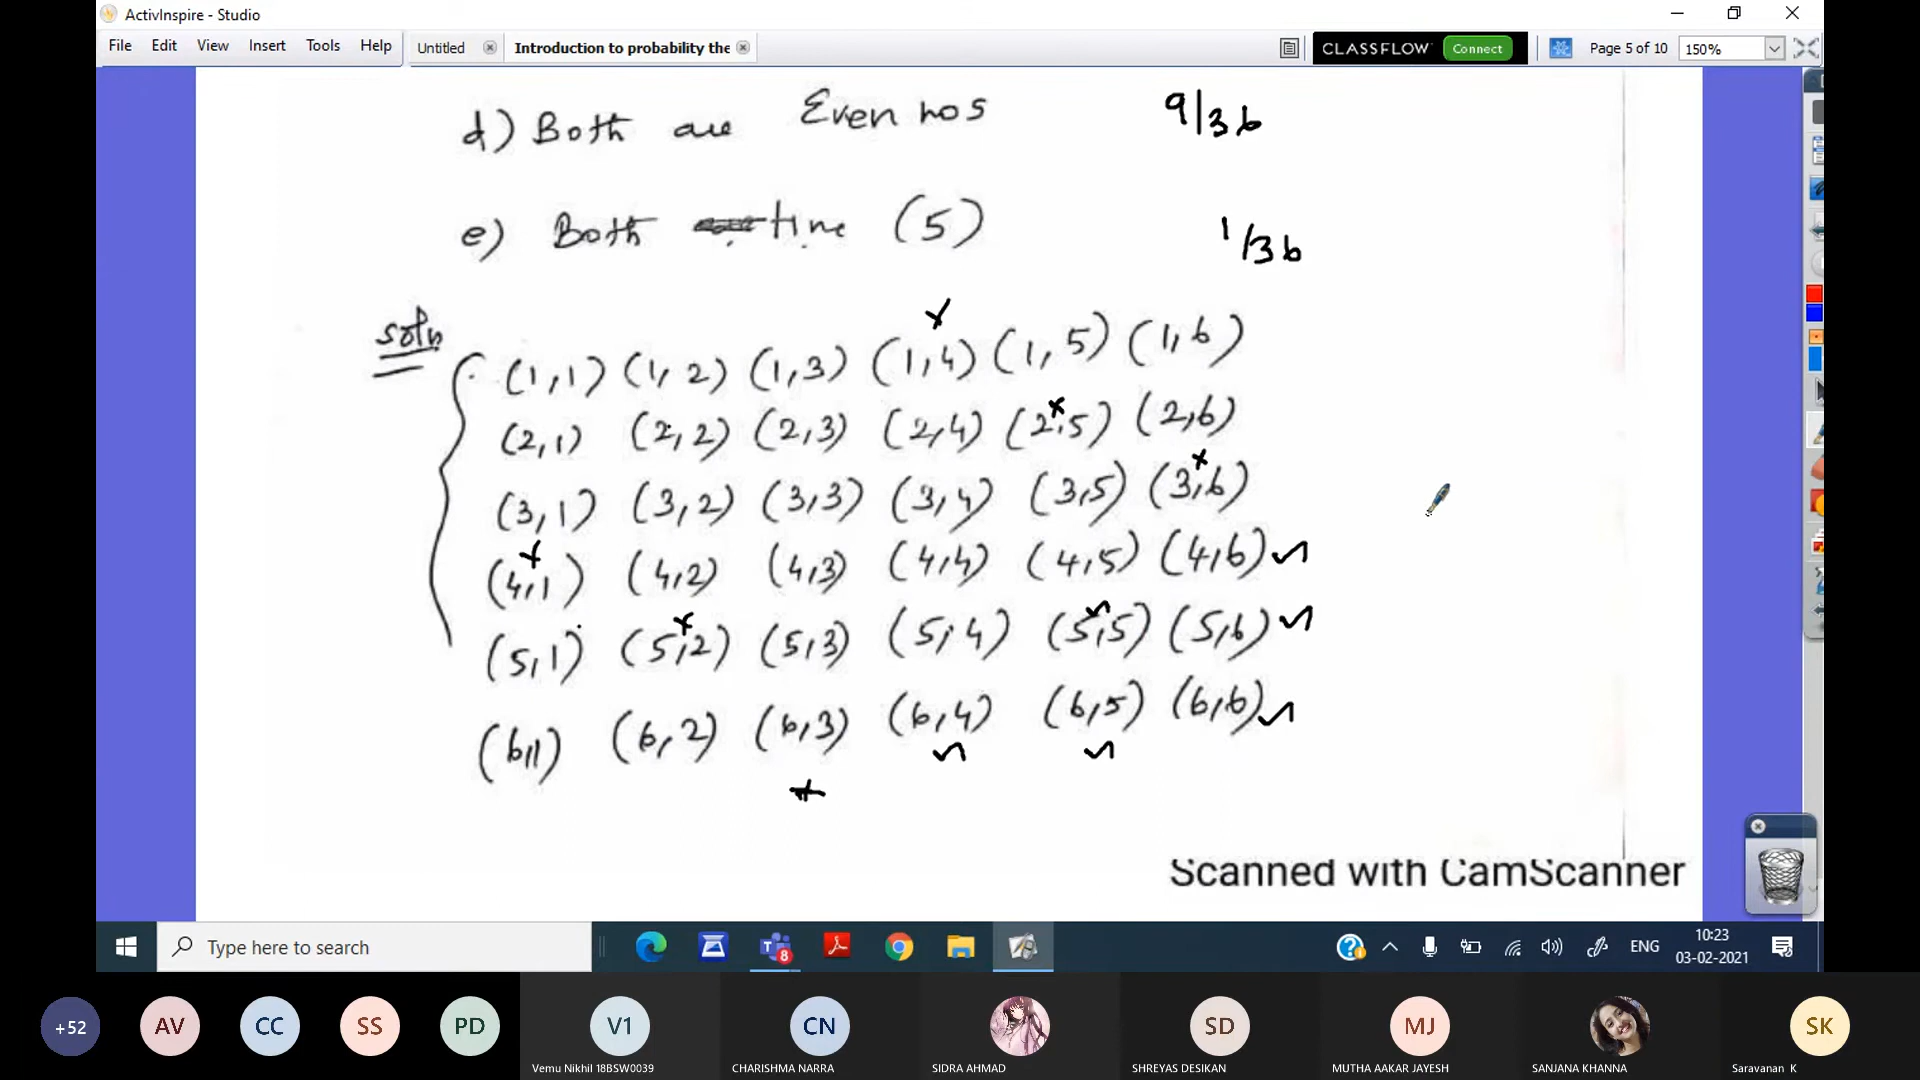 ActivInspire - Studio
File Edit View Insert Tools Help
Untitled
Introduction to probability the
CLASSFLOW Connect
Page 5 of 10
150%
d) Both are Even nos 9/36
e) Both time (5) 1/36
soln
(1,1) (1,2) (1,3) (1,4) (1,5) (1,6)
(2,1) (2,2) (2,3) (2,4) (2,5) (2,6)
(3,1) (3,2) (3,3) (3,4) (3,5) (3,6)
(4,1) (4,2) (4,3) (4,4) (4,5) (4,6)
(5,1) (5,2) (5,3) (5,4) (5,5) (5,6)
(6,1) (6,2) (6,3) (6,4) (6,5) (6,6)
Scanned with CamScanner
Type here to search
8
ENG
10:23
03-02-2021
+52 AV CC SS PD V1 CN SD MJ SK
Vemu Nikhil 18BSW0039 CHARISHMA NARRA SIDRA AHMAD SHREYAS DESIKAN MUTHA AAKAR JAYESH SANJANA KHANNA Saravanan K